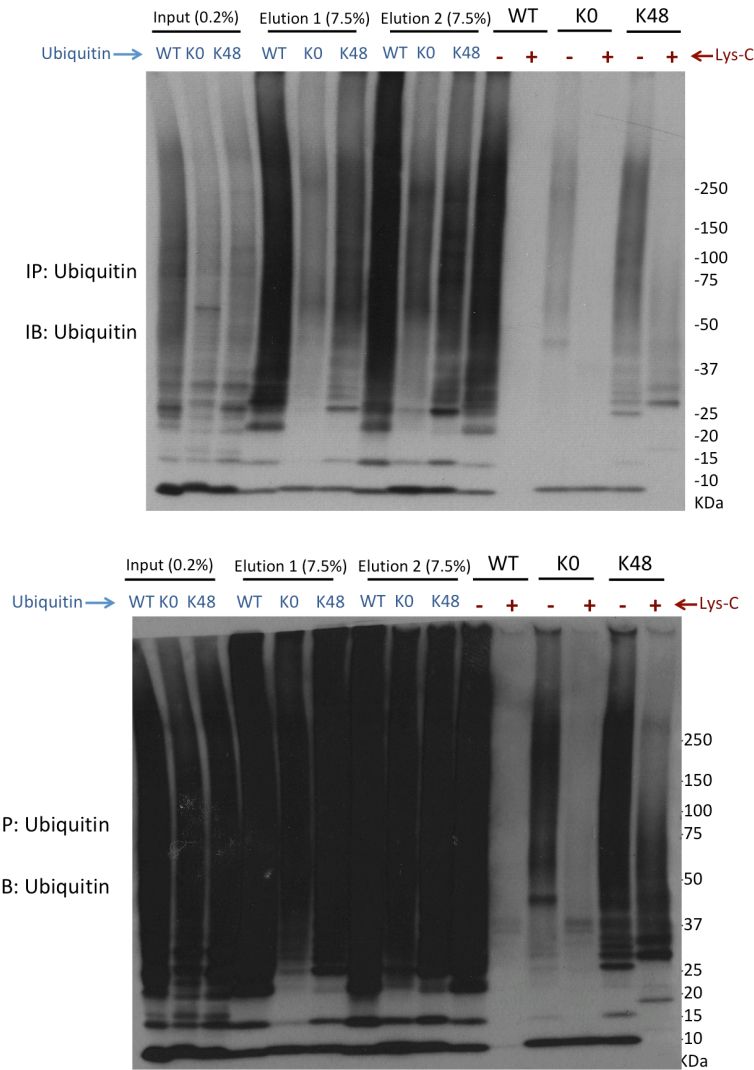 Input (0.2%) Elution 1 (7.5%) Elution 2 (7.5%) WT K0 K48
Ubiquitin WT K0 K48 WT K0 K48 WT K0 K48 - + - + - + Lys-C
-250
-150
-100
IP: Ubiquitin
-75
IB: Ubiquitin
-50
-37
-25
-20
-15
-10
KDa
Input (0.2%) Elution 1 (7.5%) Elution 2 (7.5%) WT K0 K48
Ubiquitin WT K0 K48 WT K0 K48 WT K0 K48 - + - + - + Lys-C
-250
-150
-100
P: Ubiquitin
-75
B: Ubiquitin
-50
-37
-25
-20
-15
-10
KDa